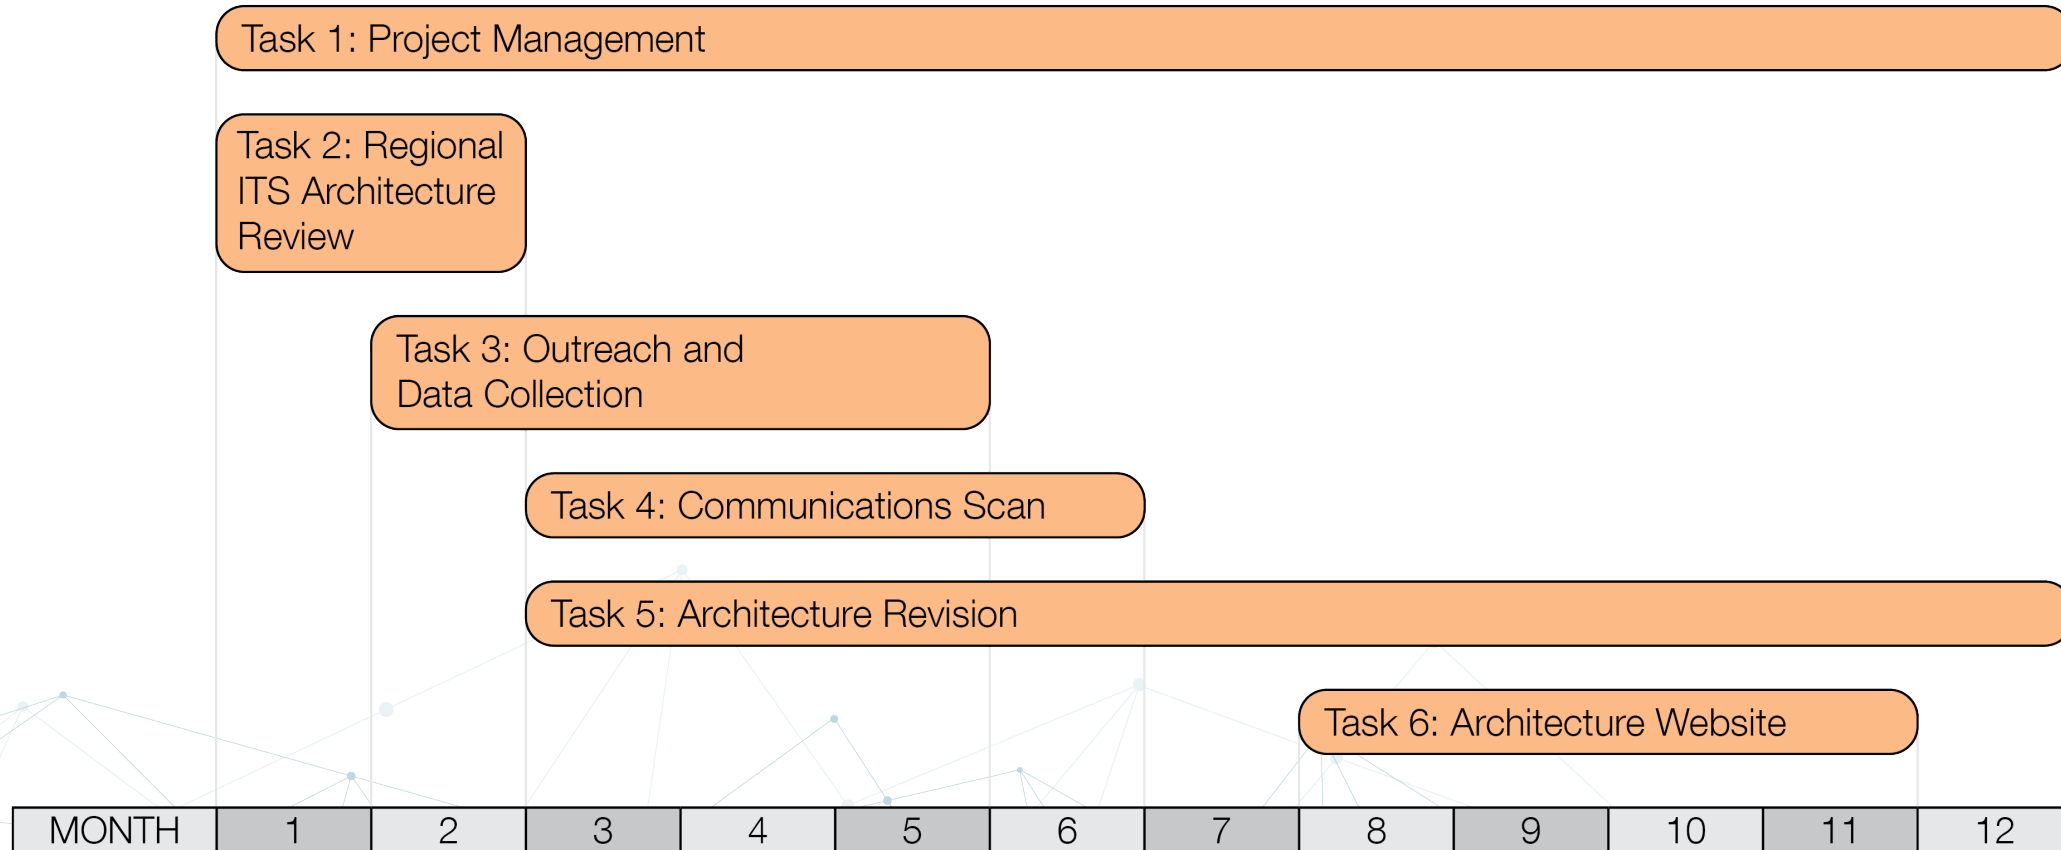 Task 1: Project Management
Task 2: Regional
ITS Architecture
Review
Task 3: Outreach and
Data Collection
Task 4: Communications Scan
Task 5: Architecture Revision
Task 6: Architecture Website
MONTH 1 2 3 4 5 6 7 8 9 10 11 12